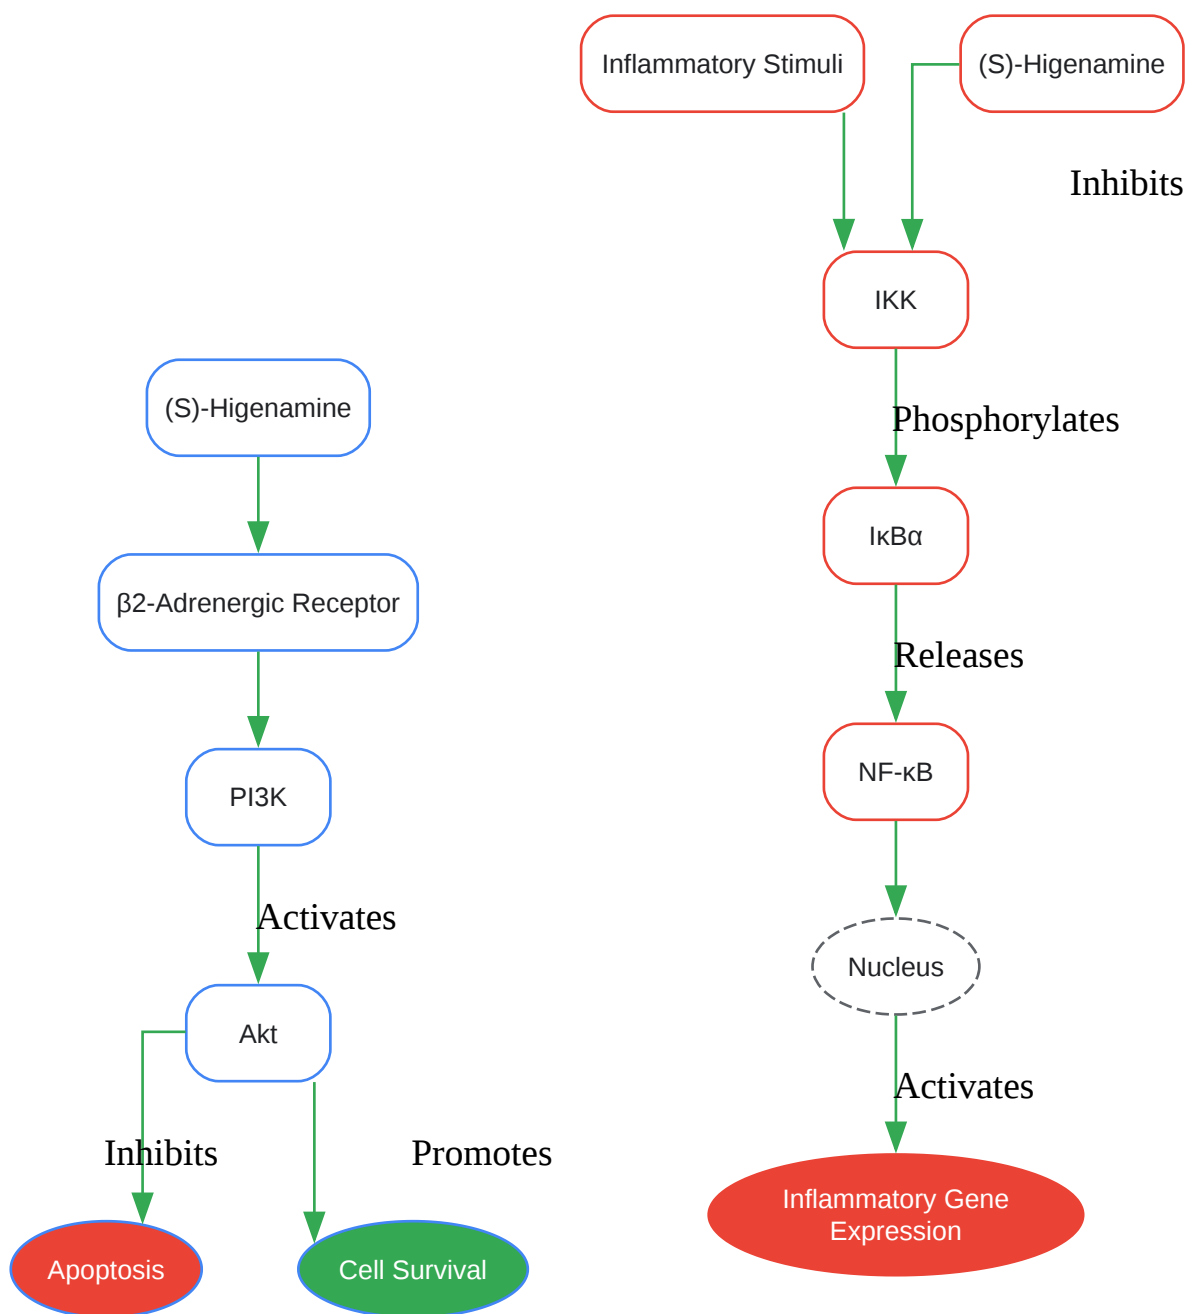 Inflammatory Stimuli
(S)-Higenamine
Inhibits
IKK
Phosphorylates
IκBα
Releases
NF-κB
Nucleus
Activates
Inflammatory Gene
Expression
(S)-Higenamine
β2-Adrenergic Receptor
PI3K
Activates
Akt
Inhibits
Promotes
Apoptosis
Cell Survival